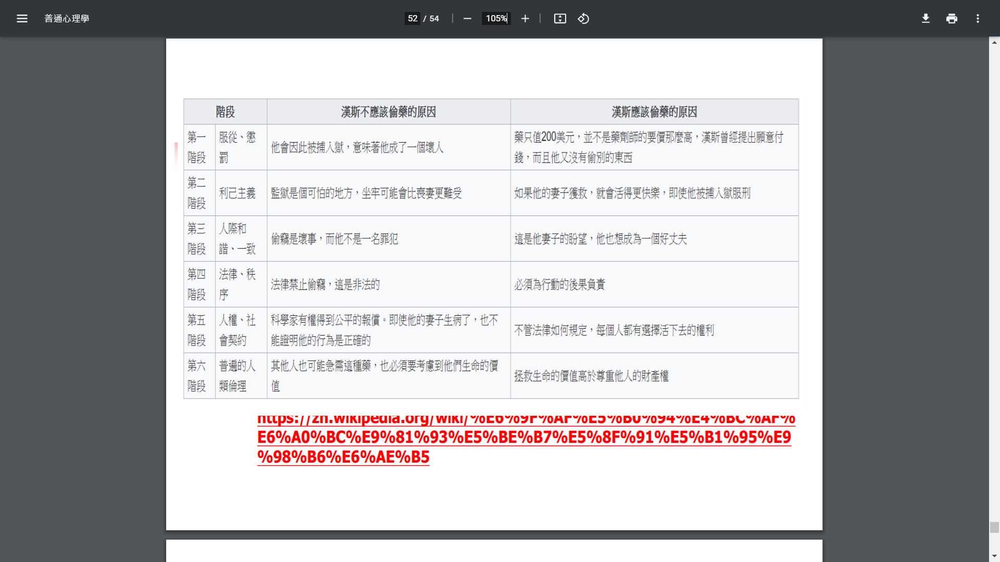 普通心理學
52 / 54
105%
階段
漢斯不應該偷藥的原因
漢斯應該偷藥的原因
第一
階段
服從、懲
罰
他會因此被捕入獄，意味著他成了一個壞人
藥只值200美元，並不是藥劑師的要價那麼高，漢斯曾經提出願意付
錢，而且他又沒有偷別的東西
第二
階段
利己主義
監獄是個可怕的地方，坐牢可能會比喪妻更難受
如果他的妻子獲救，就會活得更快樂，即使他被捕入獄服刑
第三
階段
人際和
諧、一致
偷竊是壞事，而他不是一名罪犯
這是他妻子的盼望，他也想成為一個好丈夫
第四
階段
法律、秩
序
法律禁止偷竊，這是非法的
必須為行動的後果負責
第五
階段
人權、社
會契約
科學家有權得到公平的報償。即使他的妻子生病了，也不
能證明他的行為是正確的
不管法律如何規定，每個人都有選擇活下去的權利
第六
階段
普遍的人
類倫理
其他人也可能急需這種藥，也必須要考慮到他們生命的價
值
拯救生命的價值高於尊重他人的財產權
https://zh.wikipedia.org/wiki/%E6%9F%AF%E5%B0%94%E4%BC%AF%
E6%A0%BC%E9%81%93%E5%BE%B7%E5%8F%91%E5%B1%95%E9
%98%B6%E6%AE%B5